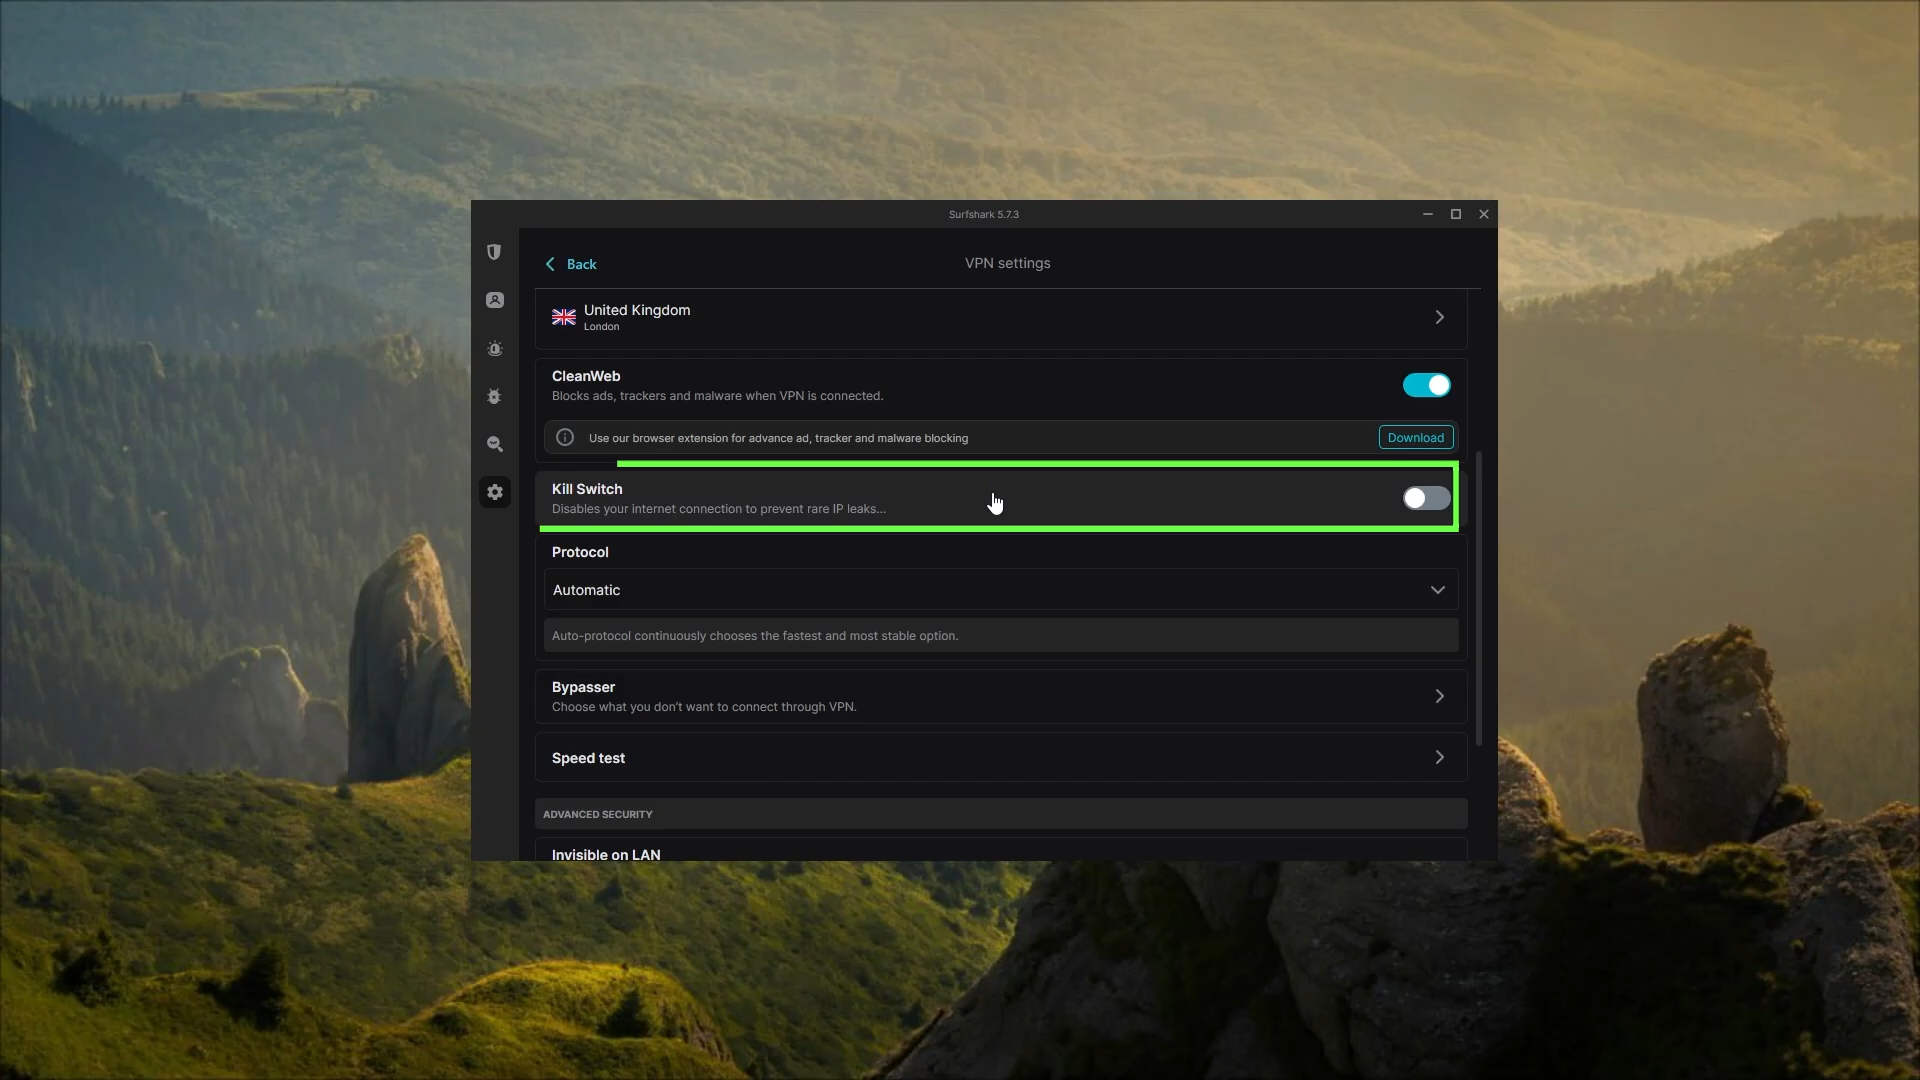 Surfshark 5.7.3
Back
VPN settings
United Kingdom
London
CleanWeb
Blocks ads, trackers and malware when VPN is connected.
Use our browser extension for advance ad, tracker and malware blocking
Download
Kill Switch
Disables your internet connection to prevent rare IP leaks...
Protocol
Automatic
Auto-protocol continuously chooses the fastest and most stable option.
Bypasser
Choose what you don't want to connect through VPN.
Speed test
ADVANCED SECURITY
Invisible on LAN